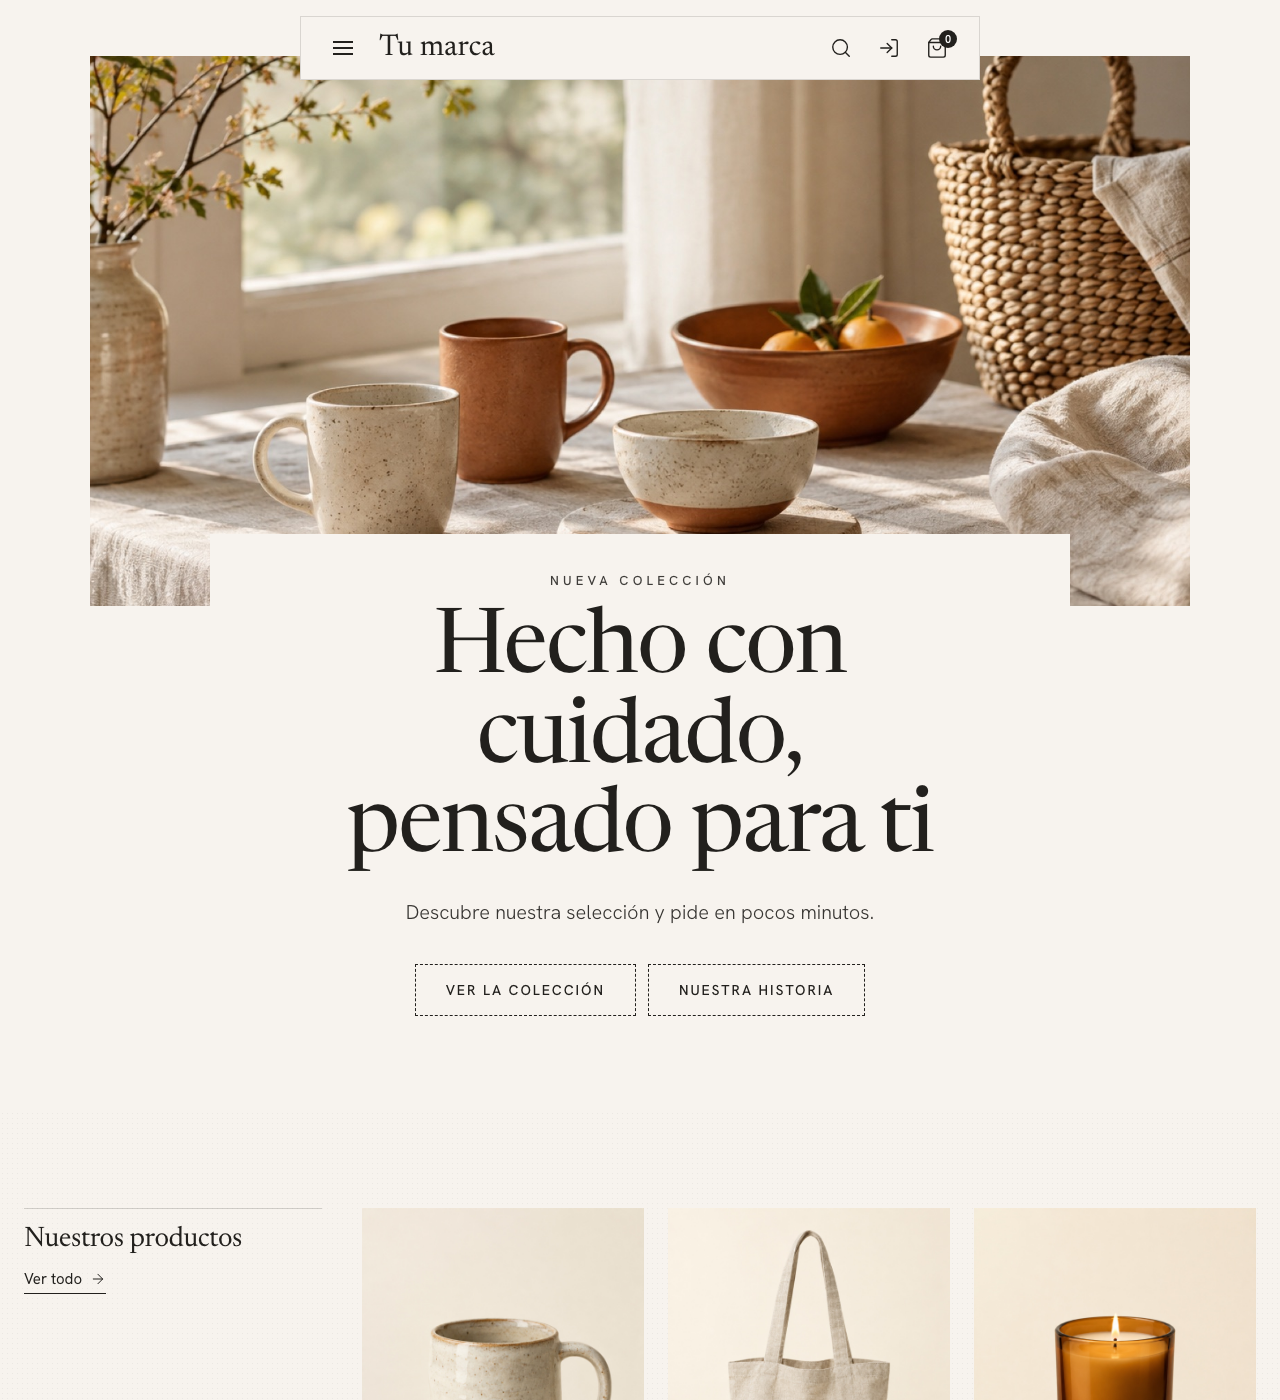 Tu marca
0
NUEVA COLECCIÓN
Hecho con
cuidado,
pensado para ti
Descubre nuestra selección y pide en pocos minutos.
VER LA COLECCIÓN
NUESTRA HISTORIA
Nuestros productos
Ver todo